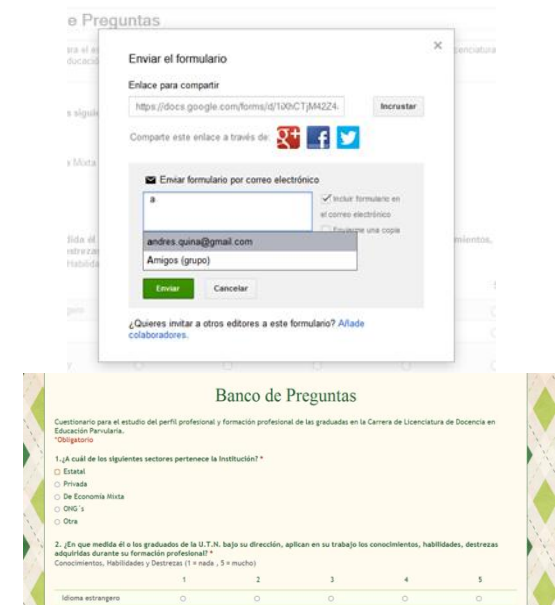 e Preguntas
Enviar el formulario
Enlace para compartir
https://docs.google.com/forms/d/1iXhCTjM42Z4.
Incrustar
Comparte este enlace a través de:
Enviar formulario por correo electrónico
a
Incluir formulario en
el correo electrónico
Enviarme una copia
andres.quina@gmail.com
Amigos (grupo)
Enviar Cancelar
¿Quieres invitar a otros editores a este formulario? Añade
colaboradores.
Banco de Preguntas
Cuestionario para el estudio del perfil profesional y formación profesional de las graduadas en la Carrera de Licenciatura de Docencia en
Educación Parvularia.
*Obligatorio
1.¿A cuál de los siguientes sectores pertenece la Institución? *
Estatal
Privada
De Economía Mixta
ONG´s
Otra
2. ¿En que medida él o los graduados de la U.T.N. bajo su dirección, aplican en su trabajo los conocimientos, habilidades, destrezas
adquiridas durante su formación profesional? *
Conocimientos, Habilidades y Destrezas (1 = nada , 5 = mucho)
1 2 3 4 5
Idioma extrangero